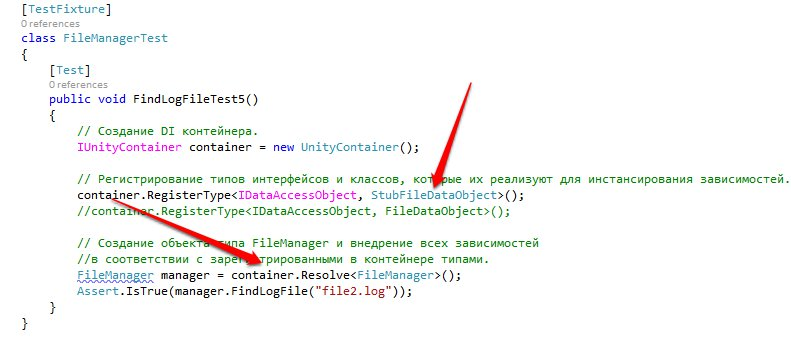 [TestFixture]
0 references
class FileManagerTest
{
[Test]
0 references
public void FindLogFileTest5()
{
// Создание DI контейнера.
IUnityContainer container = new UnityContainer();
// Регистрирование типов интерфейсов и классов, которые их реализуют для инстансирования зависимостей.
container.RegisterType<IDataAccessObject, StubFileDataObject>();
//container.RegisterType<IDataAccessObject, FileDataObject>();
// Создание объекта типа FileManager и внедрение всех зависимостей
//в соответствии с зарегистрированными в контейнере типами.
FileManager manager = container.Resolve<FileManager>();
Assert.IsTrue(manager.FindLogFile("file2.log"));
}
}